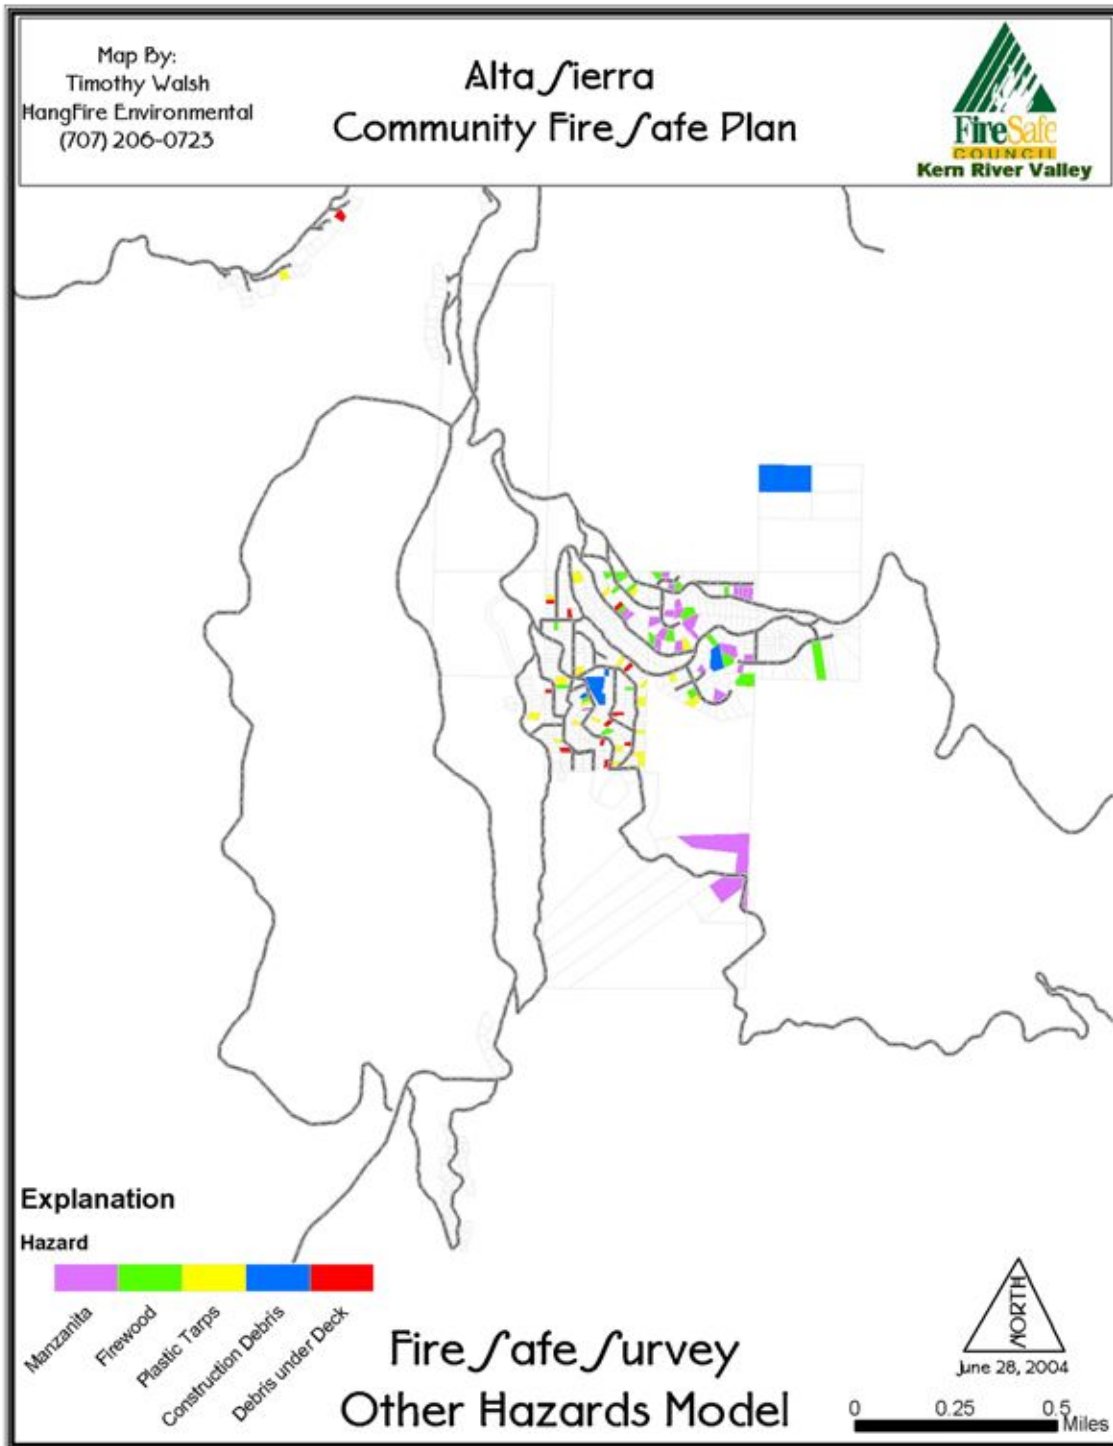 Map By:
Timothy Walsh
HangFire Environmental
(707) 206-0723
Alta Sierra
Community Fire Safe Plan
FireSafe
COUNCIL
Kern River Valley
Explanation
Hazard
Manzanita
Firewood
Plastic Tarps
Construction Debris
Debris under Deck
Fire Safe Survey
Other Hazards Model
NORTH
June 28, 2004
0 0.25 0.5
Miles